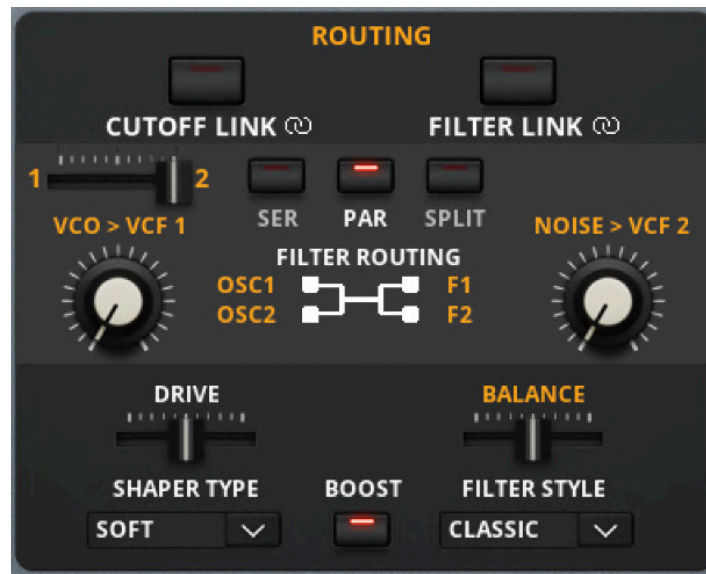 ROUTING
CUTOFF LINK FILTER LINK
1 2
SER PAR SPLIT
VCO > VCF 1 NOISE > VCF 2
FILTER ROUTING
OSC1 F1
OSC2 F2
DRIVE BALANCE
SHAPER TYPE BOOST FILTER STYLE
SOFT CLASSIC